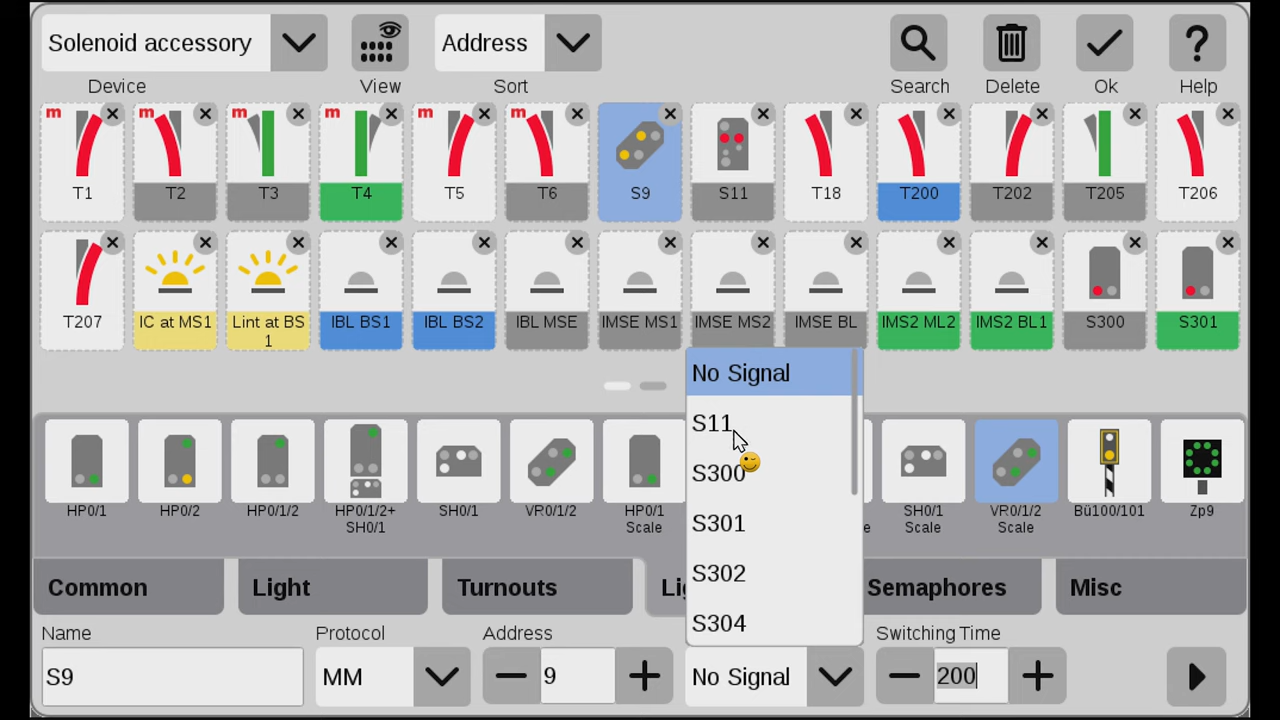 Solenoid accessory
Address
Device
View
Sort
Search
Delete
Ok
Help
m
m
m
m
m
m
T1
T2
T3
T4
T5
T6
S9
S11
T18
T200
T202
T205
T206
T207
IC at MS1
Lint at BS
1
IBL BS1
IBL BS2
IBL MSE
IMSE MS1
IMSE MS2
IMSE BL
IMS2 ML2
IMS2 BL1
S300
S301
No Signal
S11
S300
S301
S302
S304
HP0/1
HP0/2
HP0/1/2
HP0/1/2+
SH0/1
SH0/1
VR0/1/2
HP0/1
Scale
SH0/1
Scale
VR0/1/2
Scale
Bü100/101
Zp9
Common
Light
Turnouts
Semaphores
Misc
Name
Protocol
Address
Switching Time
S9
MM
9
No Signal
200